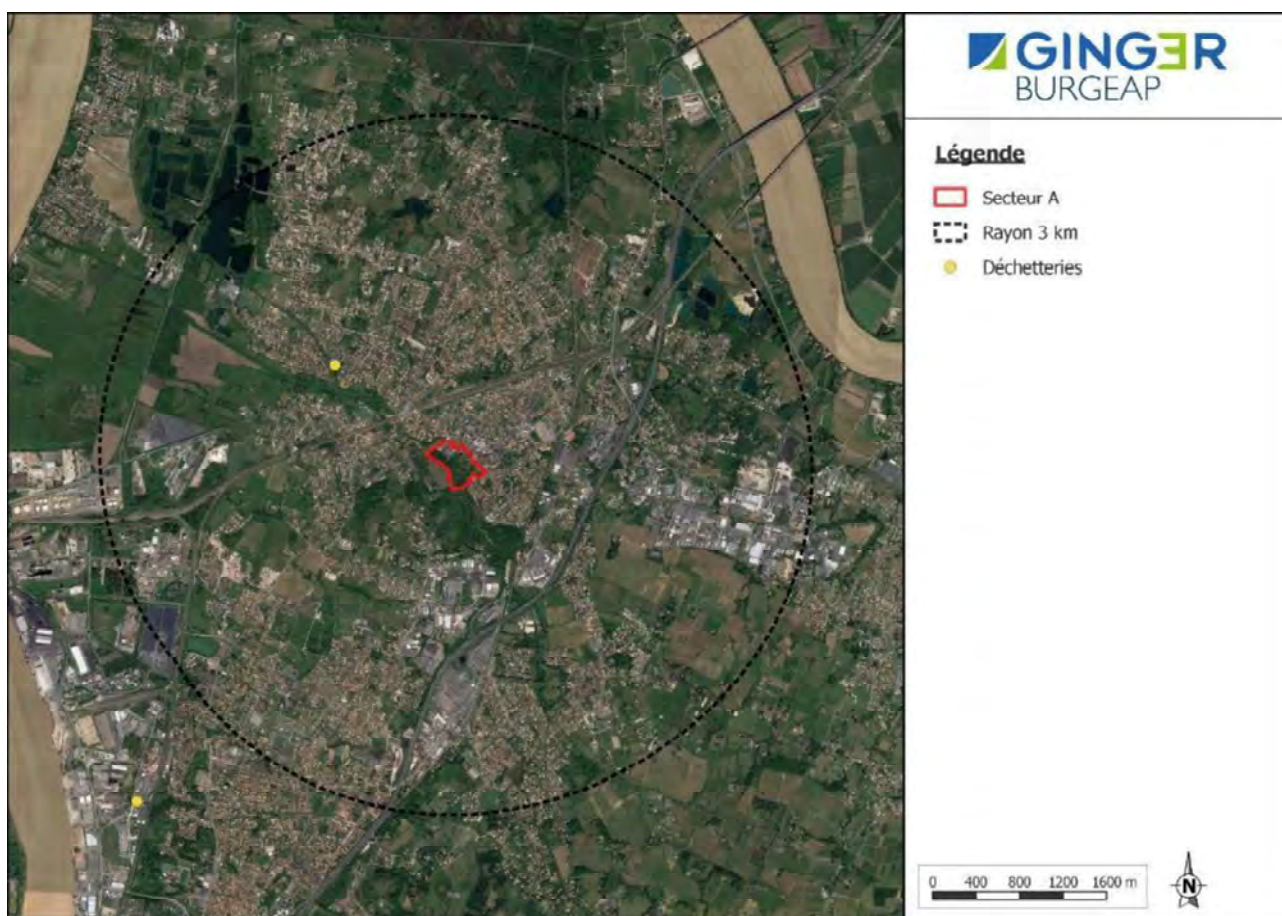 GINGER
BURGEAP
Légende
Secteur A
Rayon 3 km
Déchetteries
0 400 800 1200 1600 m
N